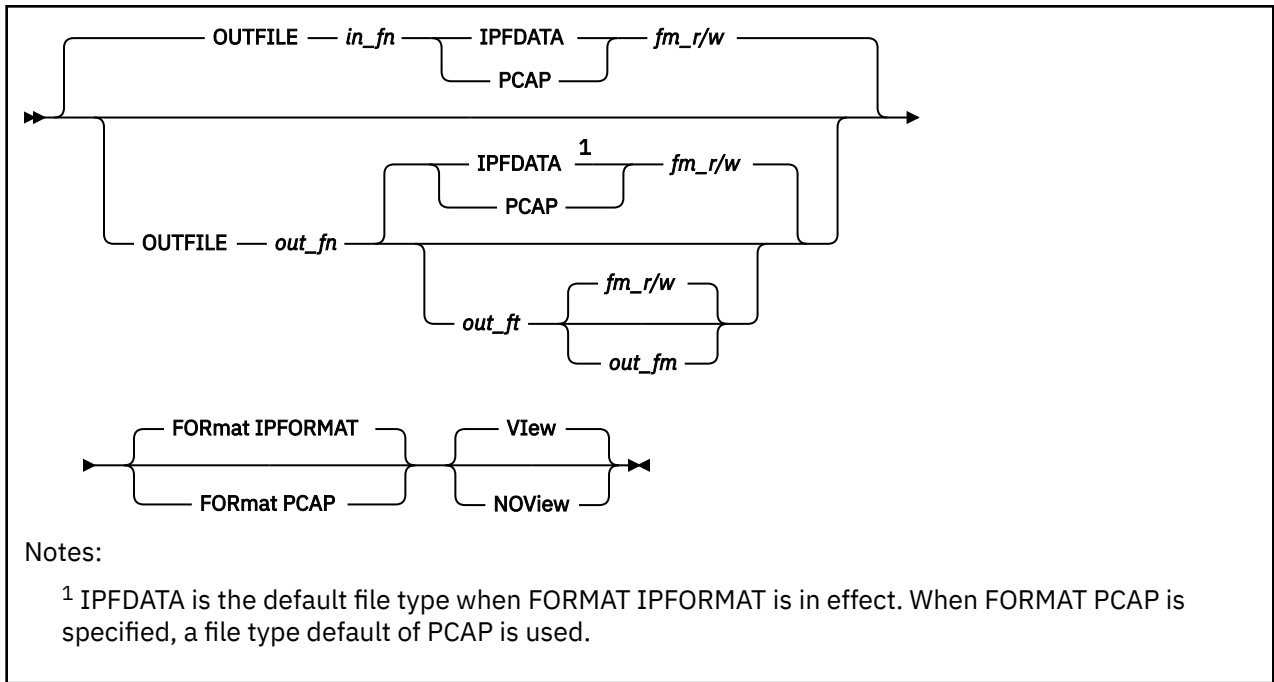 OUTFILE in_fn IPFDATA fm_r/w
PCAP
IPFDATA 1 fm_r/w
PCAP
OUTFILE out_fn
fm_r/w
out_ft
out_fm
FORmat IPFORMAT VIew
FORmat PCAP NOView
Notes:
1 IPFDATA is the default file type when FORMAT IPFORMAT is in effect. When FORMAT PCAP is
specified, a file type default of PCAP is used.